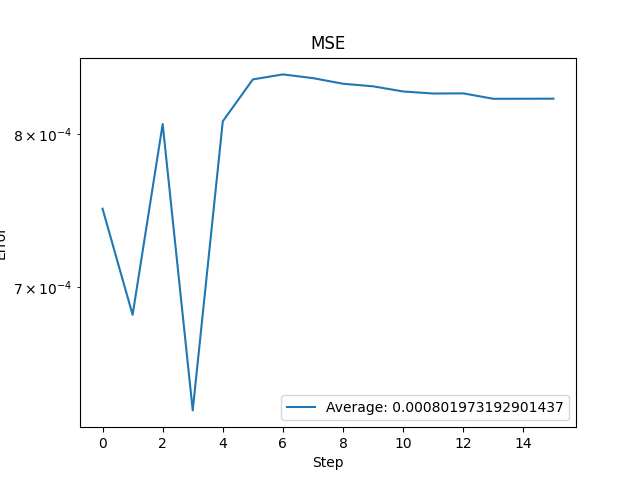 MSE
8 × 10⁻⁴
7 × 10⁻⁴
Error
Average: 0.000801973192901437
0 2 4 6 8 10 12 14
Step